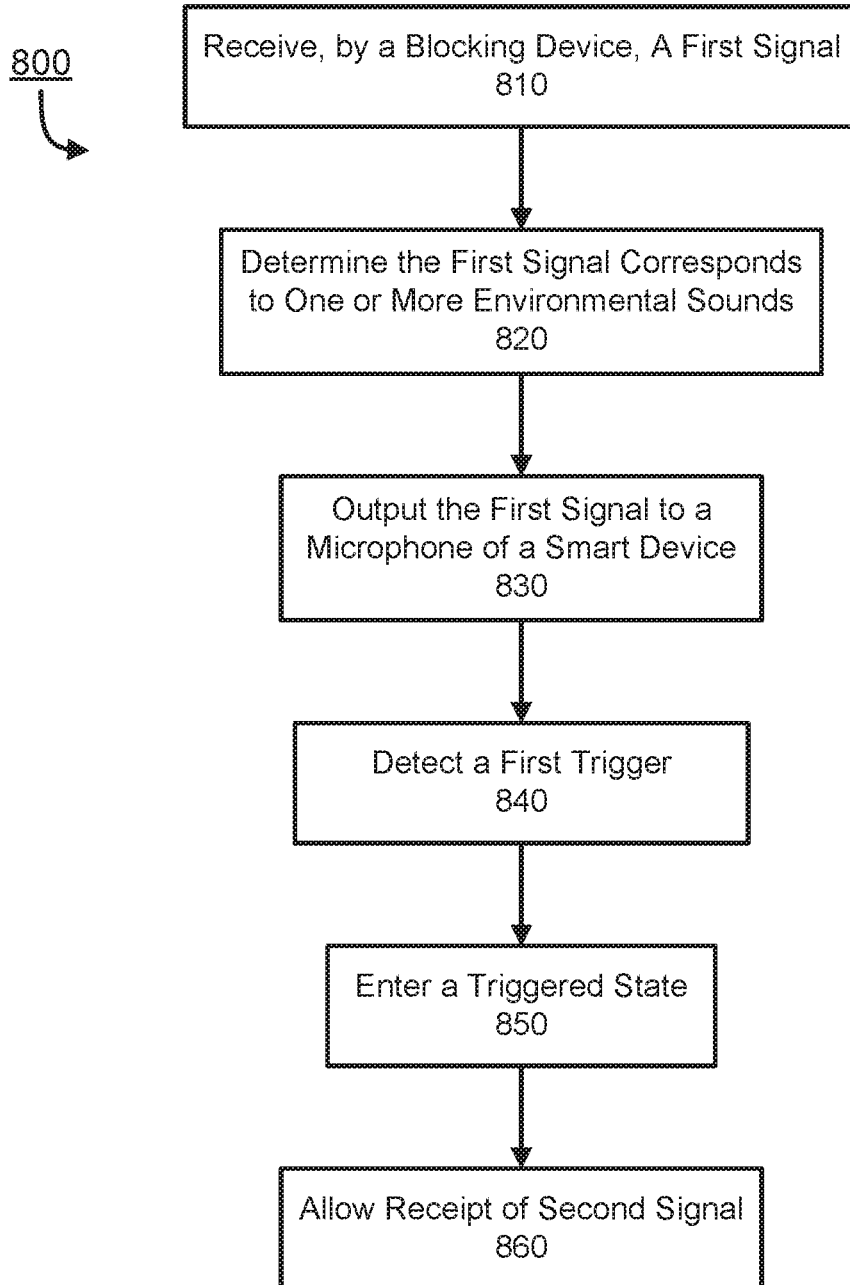 800
Receive, by a Blocking Device, A First Signal
810
Determine the First Signal Corresponds
to One or More Environmental Sounds
820
Output the First Signal to a
Microphone of a Smart Device
830
Detect a First Trigger
840
Enter a Triggered State
850
Allow Receipt of Second Signal
860